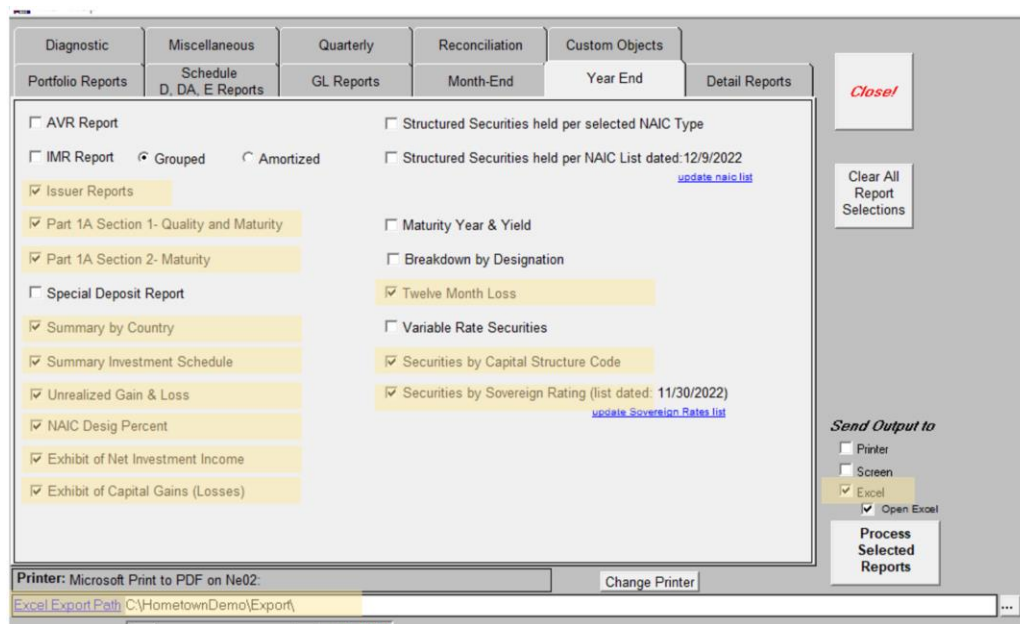 Diagnostic Miscellaneous Quarterly Reconciliation Custom Objects
Portfolio Reports Schedule D, DA, E Reports GL Reports Month-End Year End Detail Reports
Close!
AVR Report
IMR Report Grouped Amortized
Issuer Reports
Part 1A Section 1- Quality and Maturity
Part 1A Section 2- Maturity
Special Deposit Report
Summary by Country
Summary Investment Schedule
Unrealized Gain & Loss
NAIC Desig Percent
Exhibit of Net Investment Income
Exhibit of Capital Gains (Losses)
Structured Securities held per selected NAIC Type
Structured Securities held per NAIC List dated:12/9/2022
update naic list
Maturity Year & Yield
Breakdown by Designation
Twelve Month Loss
Variable Rate Securities
Securities by Capital Structure Code
Securities by Sovereign Rating (list dated: 11/30/2022)
update Sovereign Rates list
Clear All
Report
Selections
Send Output to
Printer
Screen
Excel
Open Excel
Process
Selected
Reports
Printer: Microsoft Print to PDF on Ne02:
Change Printer
Excel Export Path C:\HometownDemo\Export\
...